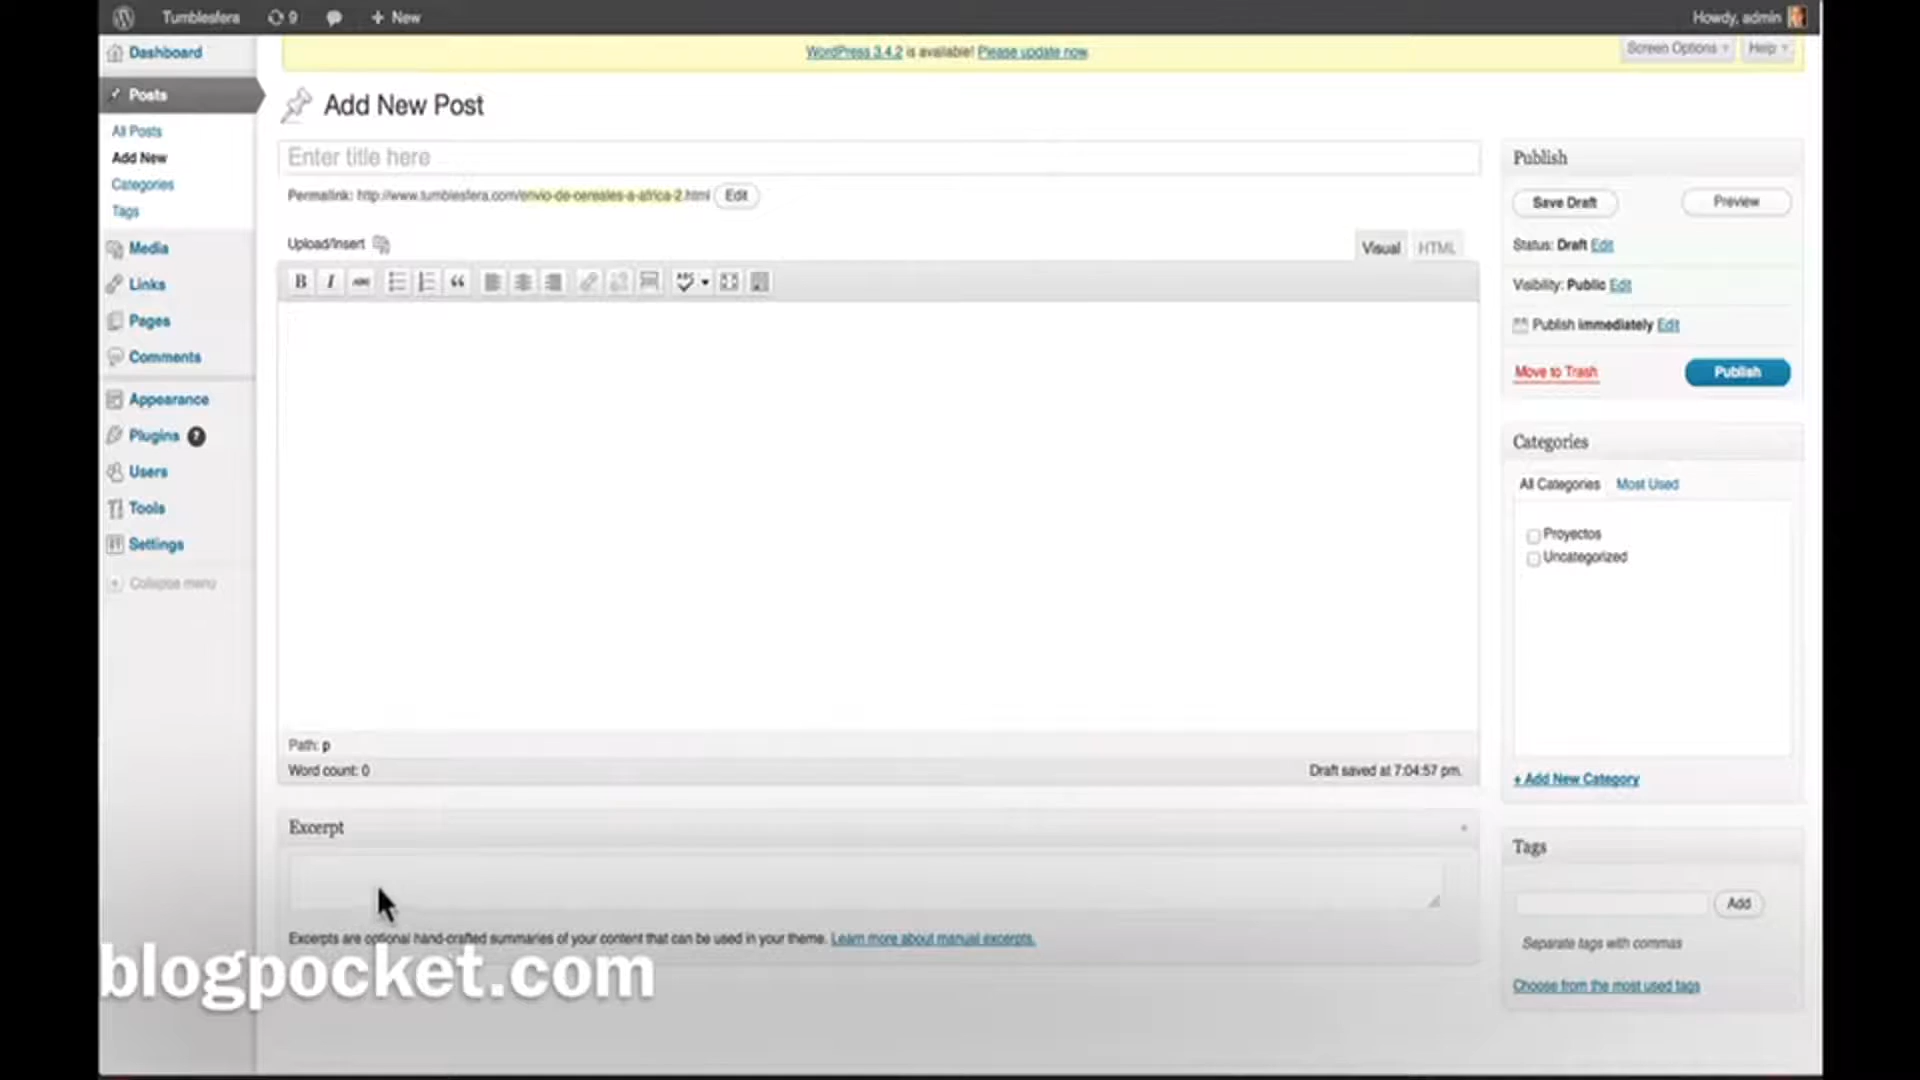 Tumblesfera 9 + New Howdy, admin
WordPress 3.4.2 is available! Please update now.
Screen Options Help
Dashboard
Posts
All Posts
Add New
Categories
Tags
Media
Links
Pages
Comments
Appearance
Plugins 7
Users
Tools
Settings
Collapse menu
Add New Post
Enter title here
Permalink: http://www.tumblesfera.com/envio-de-cereales-a-africa-2.html Edit
Upload/Insert
Visual HTML
B I ABC
Path: p
Word count: 0
Draft saved at 7:04:57 pm.
Excerpt
Excerpts are optional hand-crafted summaries of your content that can be used in your theme. Learn more about manual excerpts.
Publish
Save Draft Preview
Status: Draft Edit
Visibility: Public Edit
Publish immediately Edit
Move to Trash Publish
Categories
All Categories Most Used
Proyectos
Uncategorized
+ Add New Category
Tags
Add
Separate tags with commas
Choose from the most used tags
blogpocket.com